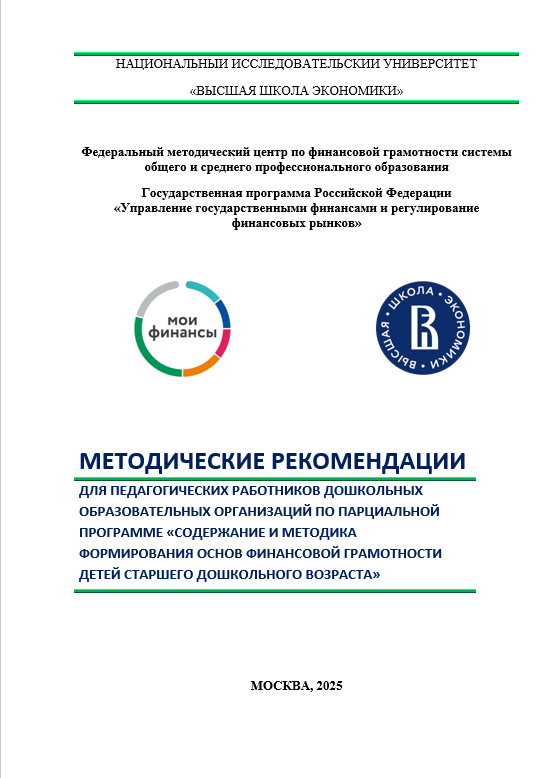 НАЦИОНАЛЬНЫЙ ИССЛЕДОВАТЕЛЬСКИЙ УНИВЕРСИТЕТ
«ВЫСШАЯ ШКОЛА ЭКОНОМИКИ»
Федеральный методический центр по финансовой грамотности системы
общего и среднего профессионального образования
Государственная программа Российской Федерации
«Управление государственными финансами и регулирование
финансовых рынков»
мои
финансы
ВЫСШАЯ • ШКОЛА • ЭКОНОМИКИ •
МЕТОДИЧЕСКИЕ РЕКОМЕНДАЦИИ
ДЛЯ ПЕДАГОГИЧЕСКИХ РАБОТНИКОВ ДОШКОЛЬНЫХ
ОБРАЗОВАТЕЛЬНЫХ ОРГАНИЗАЦИЙ ПО ПАРЦИАЛЬНОЙ
ПРОГРАММЕ «СОДЕРЖАНИЕ И МЕТОДИКА
ФОРМИРОВАНИЯ ОСНОВ ФИНАНСОВОЙ ГРАМОТНОСТИ
ДЕТЕЙ СТАРШЕГО ДОШКОЛЬНОГО ВОЗРАСТА»
МОСКВА, 2025